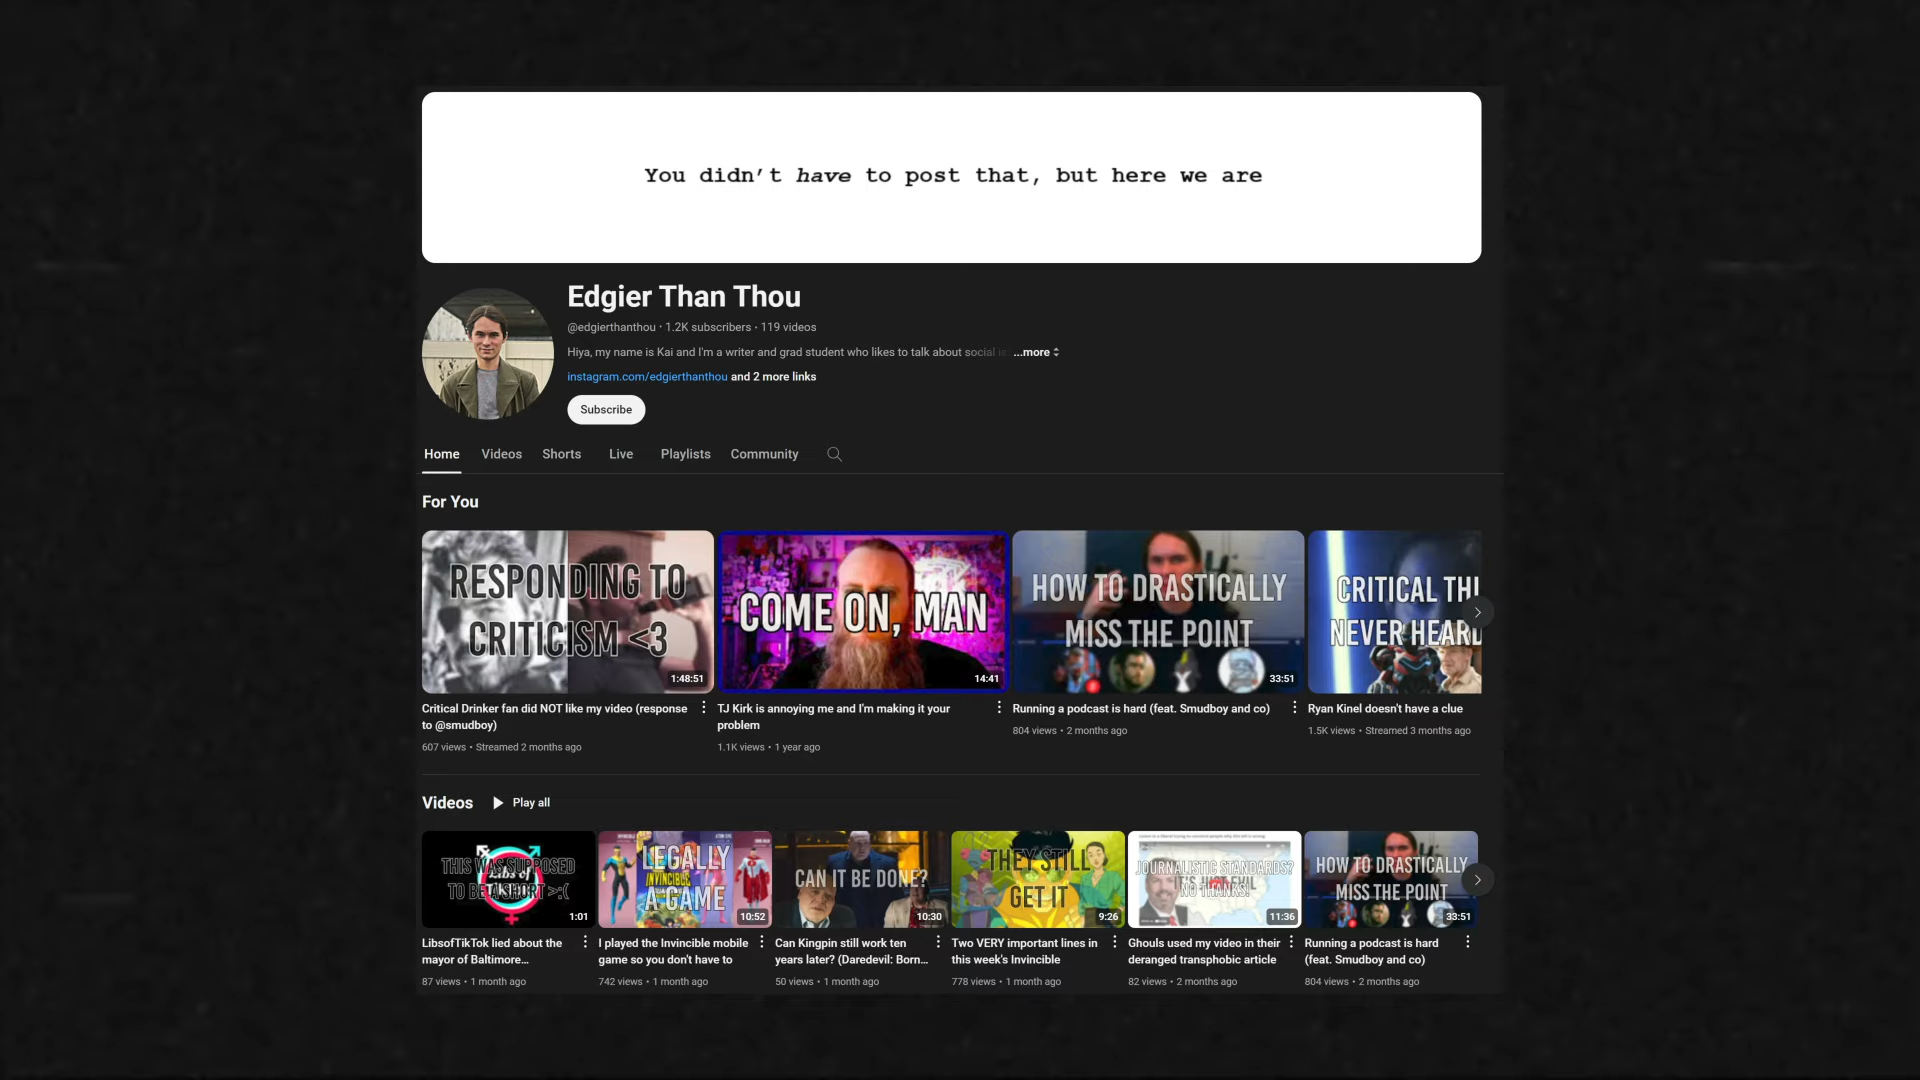 You didn't have to post that, but here we are
Edgier Than Thou
@edgierthanthou • 1.2K subscribers • 119 videos
Hiya, my name is Kai and I'm a writer and grad student who likes to talk about social ...more
instagram.com/edgierthanthou and 2 more links
Subscribe
Home Videos Shorts Live Playlists Community
For You
RESPONDING TO
CRITICISM <3
1:48:51
COME ON, MAN
14:41
HOW TO DRASTICALLY
MISS THE POINT
33:51
CRITICAL THI
NEVER HEARD
Critical Drinker fan did NOT like my video (response
to @smudboy)
607 views • Streamed 2 months ago
TJ Kirk is annoying me and I'm making it your
problem
1.1K views • 1 year ago
Running a podcast is hard (feat. Smudboy and co)
804 views • 2 months ago
Ryan Kinel doesn't have a clue
1.5K views • Streamed 3 months ago
Videos Play all
THIS WAS SUPPOSED
TO BE A SHORT >:(
Libs of
1:01
LEGALLY
INVINCIBLE
A GAME
10:52
CAN IT BE DONE?
10:30
THEY STILL
GET IT
9:26
JOURNALISTIC STANDARDS?
IT'S JUST EVIL
NO THANKS!
11:36
HOW TO DRASTICALLY
MISS THE POINT
33:51
LibsofTikTok lied about the
mayor of Baltimore...
87 views • 1 month ago
I played the Invincible mobile
game so you don't have to
742 views • 1 month ago
Can Kingpin still work ten
years later? (Daredevil: Born...
50 views • 1 month ago
Two VERY important lines in
this week's Invincible
778 views • 1 month ago
Ghouls used my video in their
deranged transphobic article
82 views • 2 months ago
Running a podcast is hard
(feat. Smudboy and co)
804 views • 2 months ago